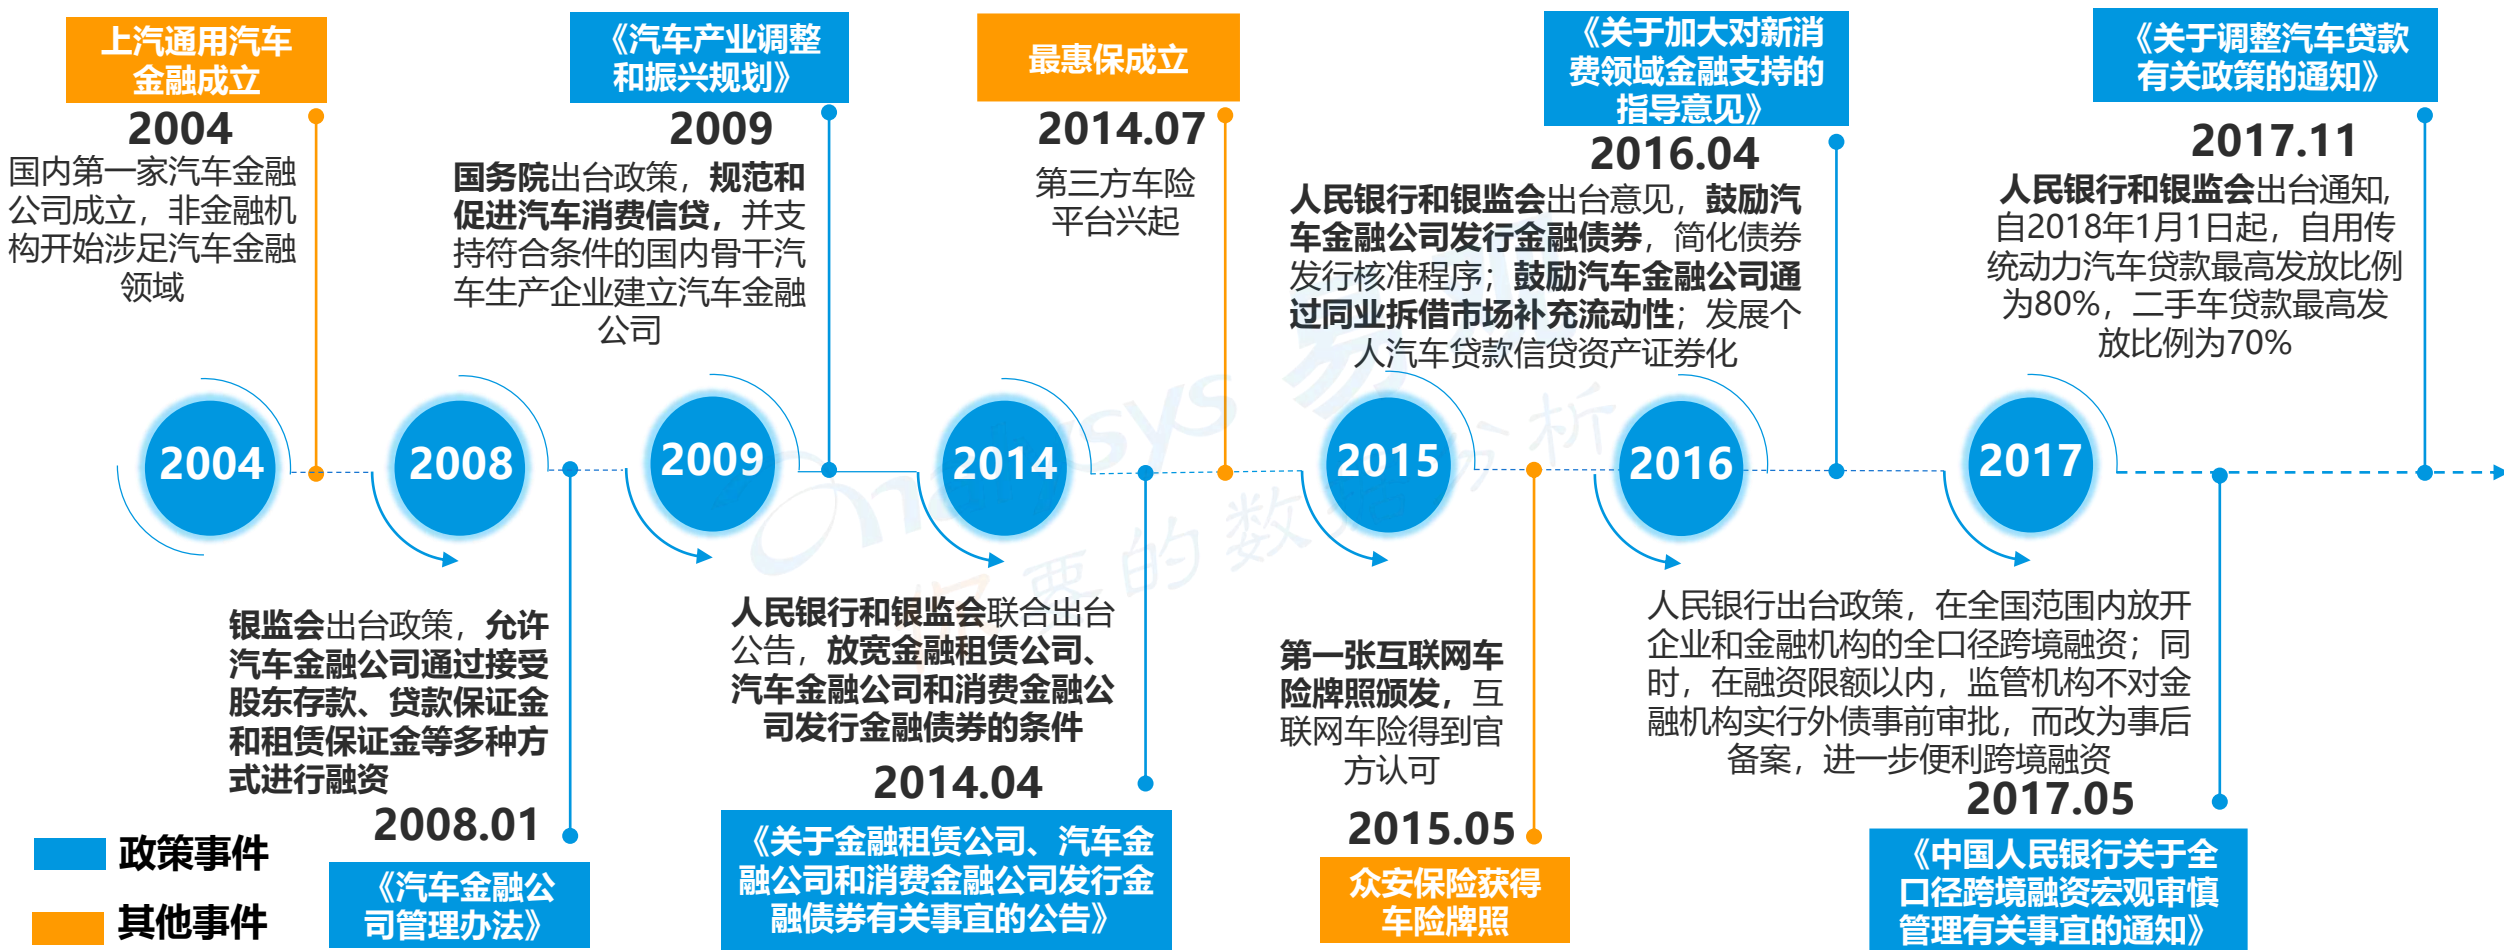 上汽通用汽车
金融成立
2004
国内第一家汽车金融
公司成立，非金融机
构开始涉足汽车金融
领域
《汽车产业调整
和振兴规划》
2009
国务院出台政策，规范和
促进汽车消费信贷，并支
持符合条件的国内骨干汽
车生产企业建立汽车金融
公司
最惠保成立
2014.07
第三方车险
平台兴起
《关于加大对新消
费领域金融支持的
指导意见》
2016.04
人民银行和银监会出台意见，鼓励汽
车金融公司发行金融债券，简化债券
发行核准程序；鼓励汽车金融公司通
过同业拆借市场补充流动性；发展个
人汽车贷款信贷资产证券化
《关于调整汽车贷款
有关政策的通知》
2017.11
人民银行和银监会出台通知,
自2018年1月1日起，自用传
统动力汽车贷款最高发放比例
为80%，二手车贷款最高发
放比例为70%
2004
2008
2009
2014
2015
2016
2017
银监会出台政策，允许
汽车金融公司通过接受
股东存款、贷款保证金
和租赁保证金等多种方
式进行融资
2008.01
《汽车金融公
司管理办法》
人民银行和银监会联合出台
公告，放宽金融租赁公司、
汽车金融公司和消费金融公
司发行金融债券的条件
2014.04
《关于金融租赁公司、汽车金
融公司和消费金融公司发行金
融债券有关事宜的公告》
第一张互联网车
险牌照颁发，互
联网车险得到官
方认可
2015.05
众安保险获得
车险牌照
人民银行出台政策，在全国范围内放开
企业和金融机构的全口径跨境融资；同
时，在融资限额以内，监管机构不对金
融机构实行外债事前审批，而改为事后
备案，进一步便利跨境融资
2017.05
《中国人民银行关于全
口径跨境融资宏观审慎
管理有关事宜的通知》
政策事件
其他事件
analysys 易观
你要的数据分析